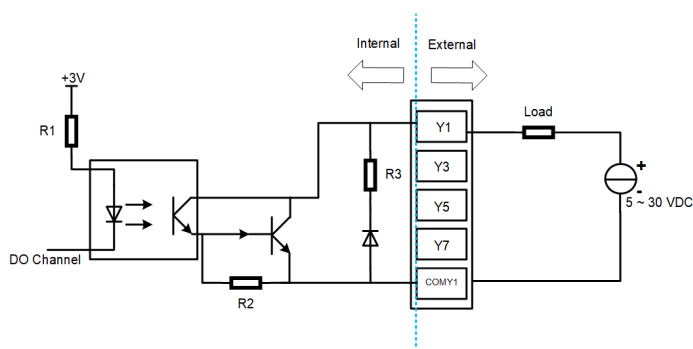 Internal
External
+3V
R1
Y1
Load
Y3
R3
+
-
Y5
5 ~ 30 VDC
Y7
DO Channel
COMY1
R2